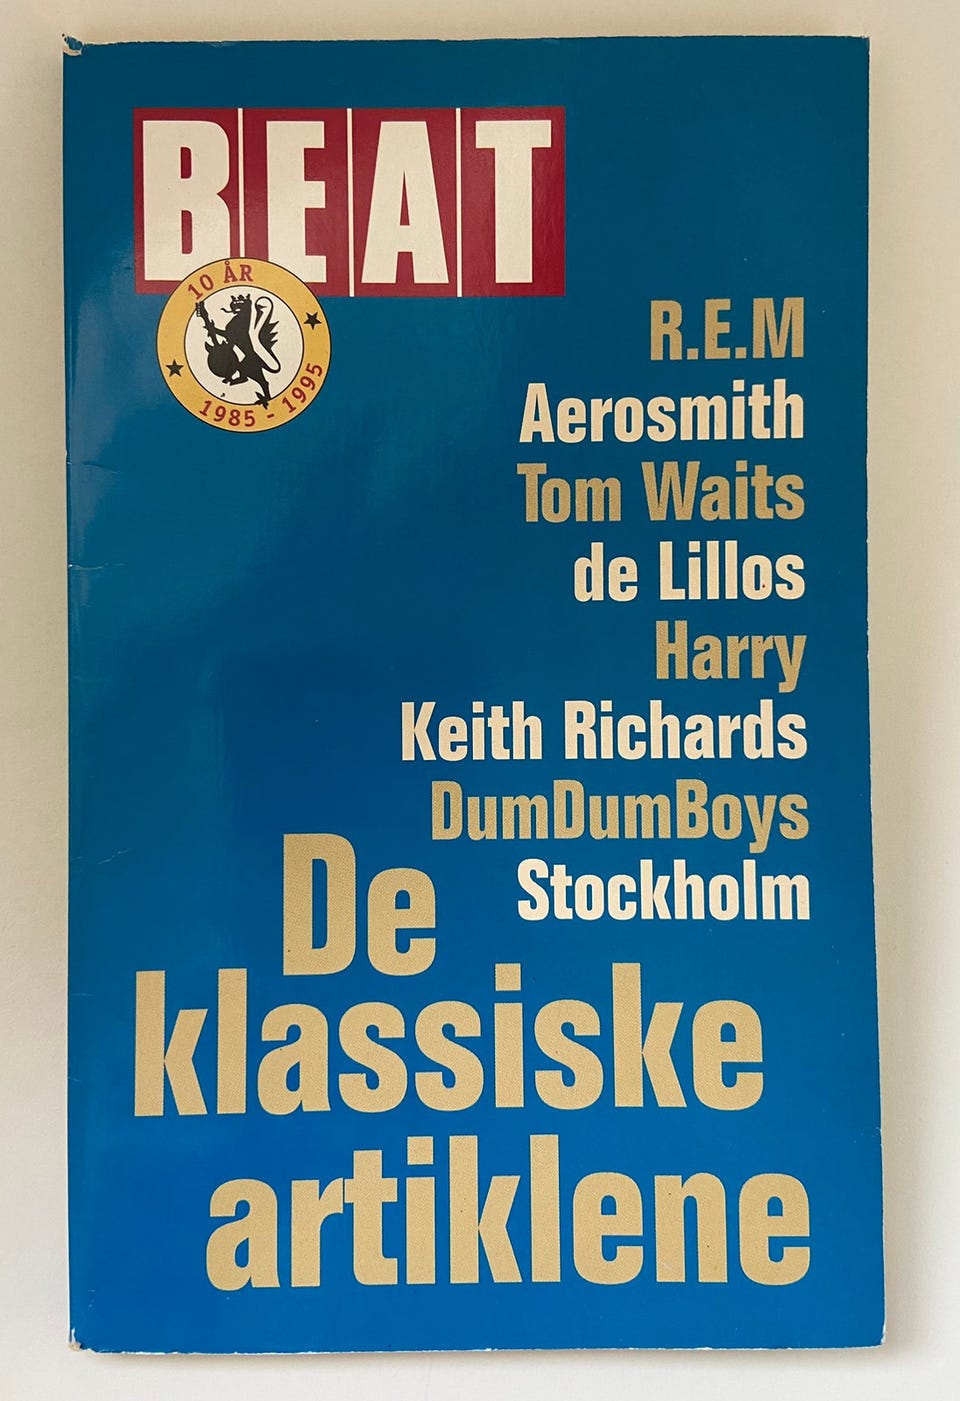 BEAT
10 ÅR
1985 - 1995
R.E.M
Aerosmith
Tom Waits
de Lillos
Harry
Keith Richards
DumDumBoys
Stockholm
De
klassiske
artiklene